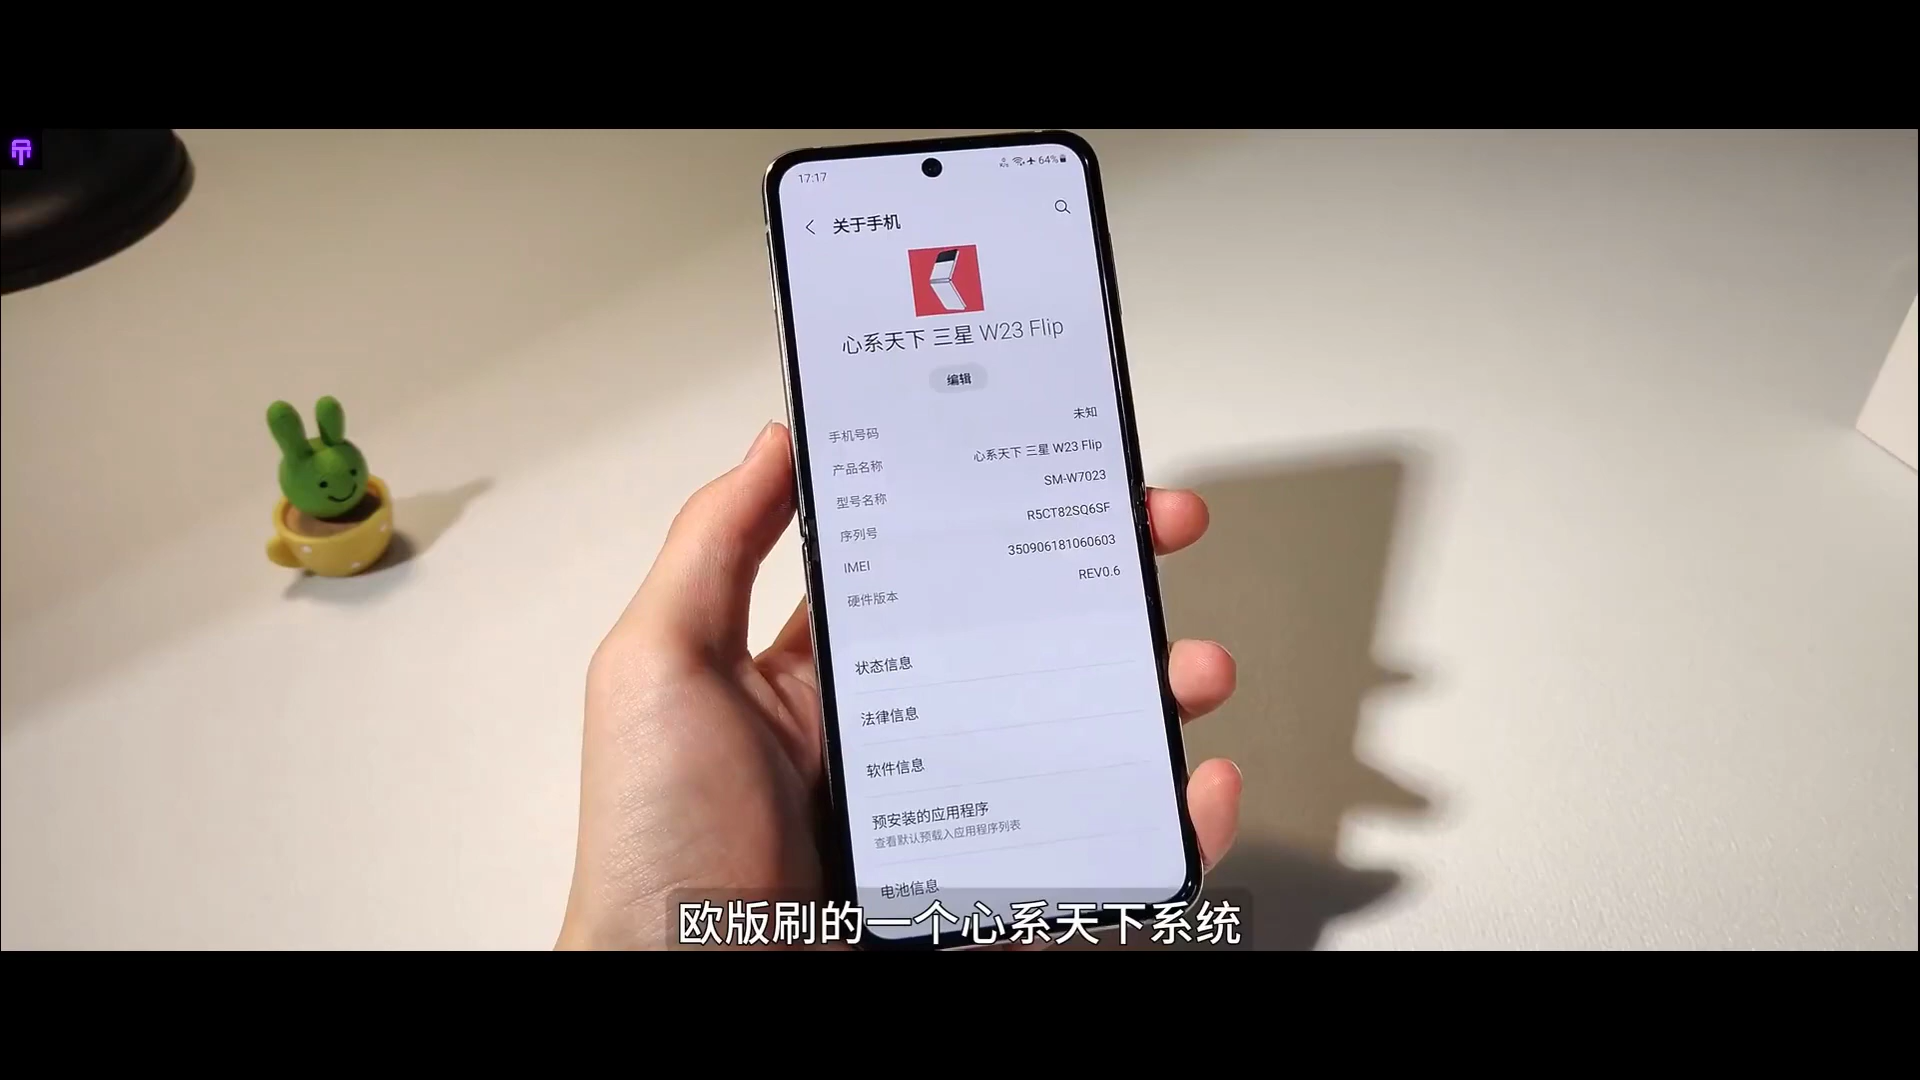 17:17
64%
关于手机
心系天下 三星 W23 Flip
编辑
手机号码 未知
产品名称 心系天下 三星 W23 Flip
型号名称 SM-W7023
序列号 R5CT82SQ6SF
IMEI 350906181060603
硬件版本 REV0.6
状态信息
法律信息
软件信息
预安装的应用程序
查看默认预载入应用程序列表
电池信息
欧版刷的一个心系天下系统